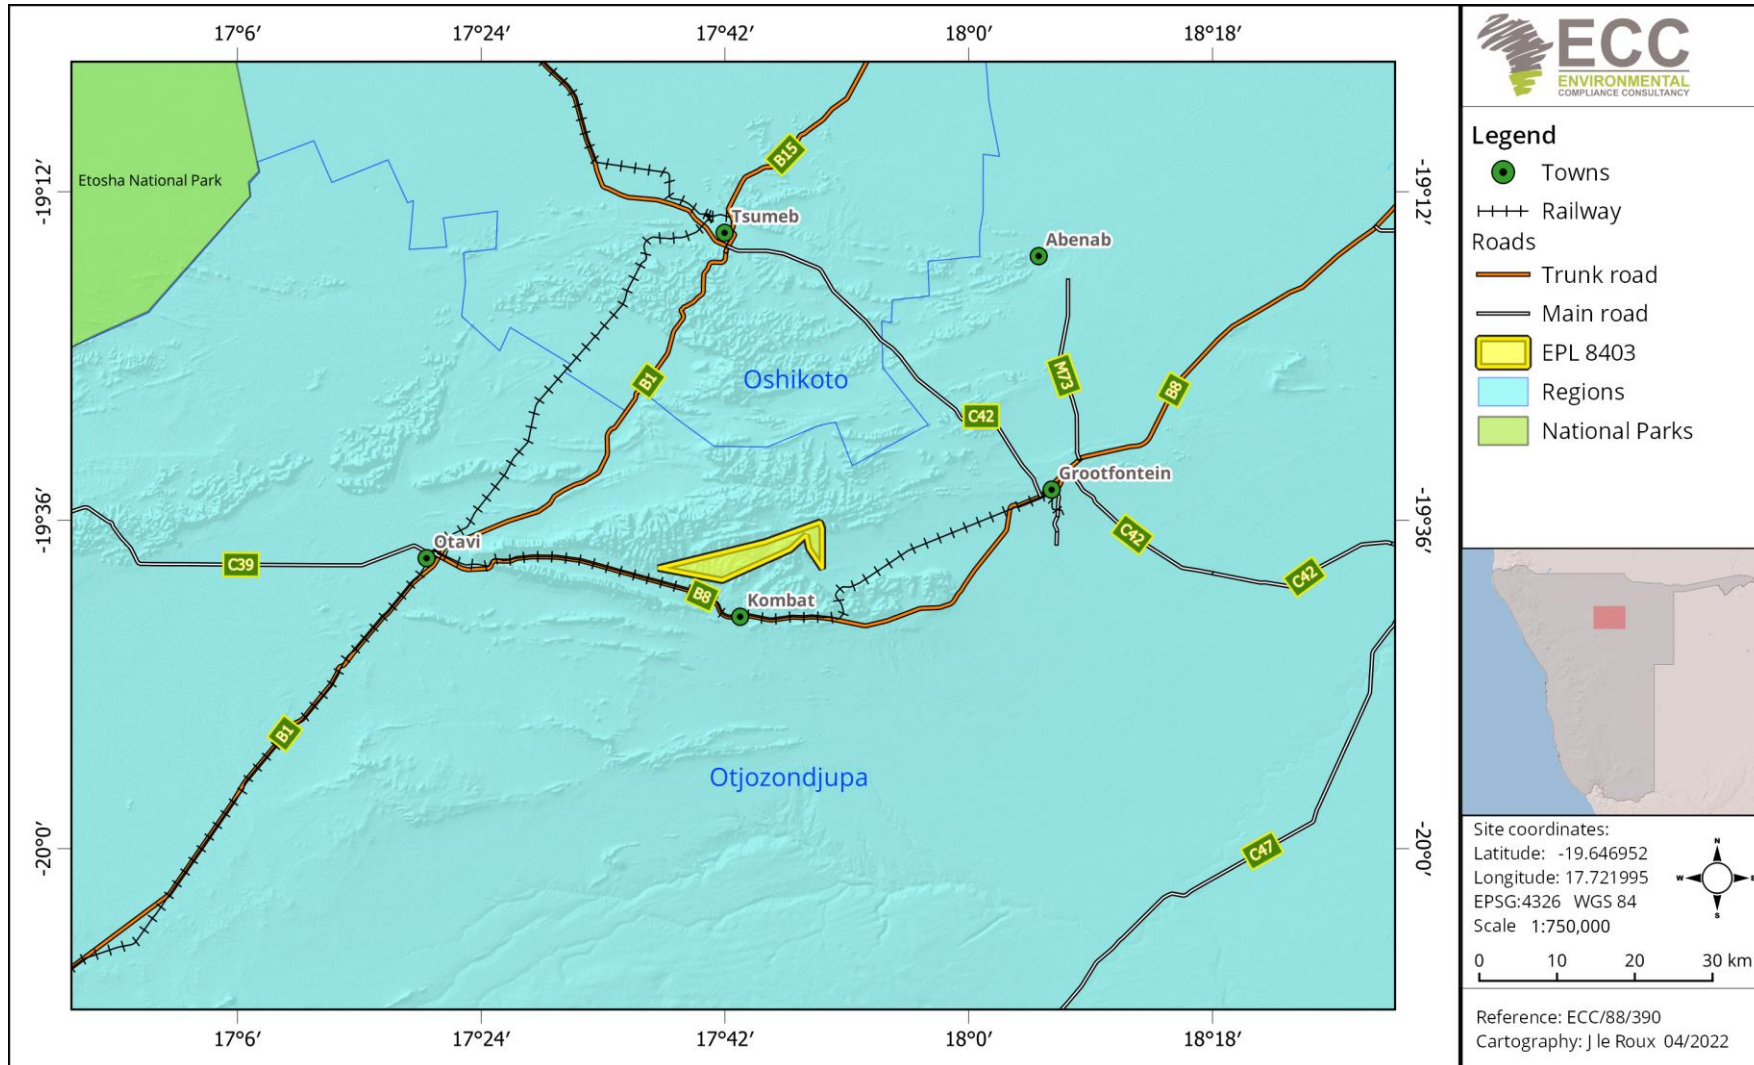 17°6′ 17°24′ 17°42′ 18°0′ 18°18′
Etosha National Park
-19°12′
-19°12′
B15
Tsumeb
Abenab
B1
Oshikoto
M73
B8
C42
Grootfontein
-19°36′
-19°36′
Otavi
C39
C42
C42
B8
Kombat
B1
Otjozondjupa
-20°0′
-20°0′
C47
17°6′ 17°24′ 17°42′ 18°0′ 18°18′
ECC
ENVIRONMENTAL
COMPLIANCE CONSULTANCY
Legend
Towns
Railway
Roads
Trunk road
Main road
EPL 8403
Regions
National Parks
Site coordinates:
Latitude: -19.646952
Longitude: 17.721995
EPSG:4326 WGS 84
Scale 1:750,000
N
W E
S
0 10 20 30 km
Reference: ECC/88/390
Cartography: J le Roux 04/2022